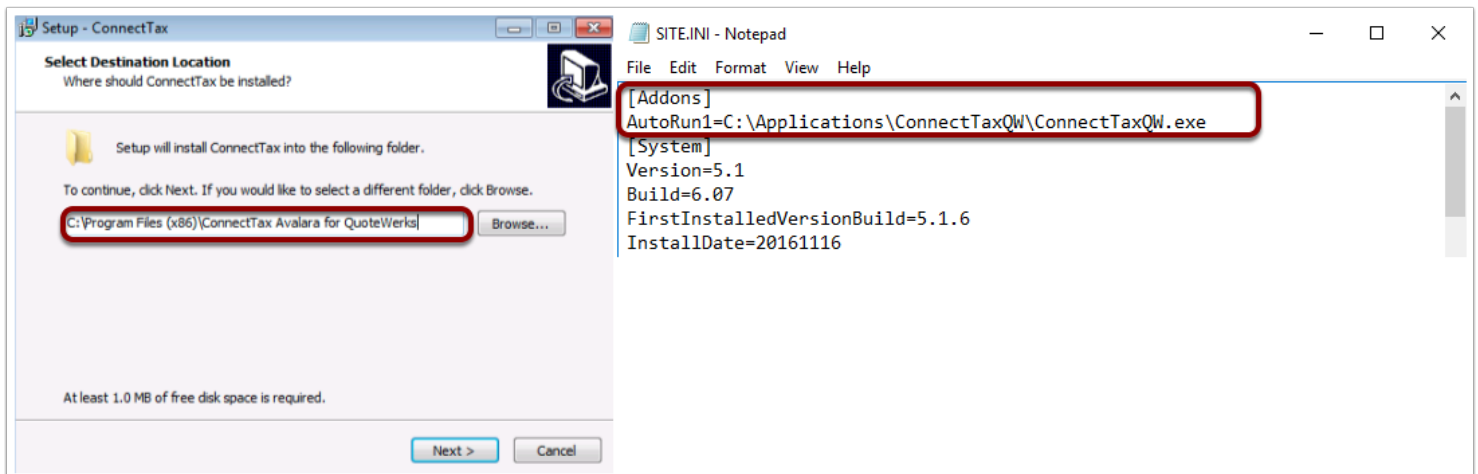 Setup - ConnectTax
Select Destination Location
Where should ConnectTax be installed?
Setup will install ConnectTax into the following folder.
To continue, click Next. If you would like to select a different folder, click Browse.
C:\Program Files (x86)\ConnectTax Avalara for QuoteWerks
Browse...
At least 1.0 MB of free disk space is required.
Next >
Cancel
SITE.INI - Notepad
File Edit Format View Help
[Addons]
AutoRun1=C:\Applications\ConnectTaxQW\ConnectTaxQW.exe
[System]
Version=5.1
Build=6.07
FirstInstalledVersionBuild=5.1.6
InstallDate=20161116